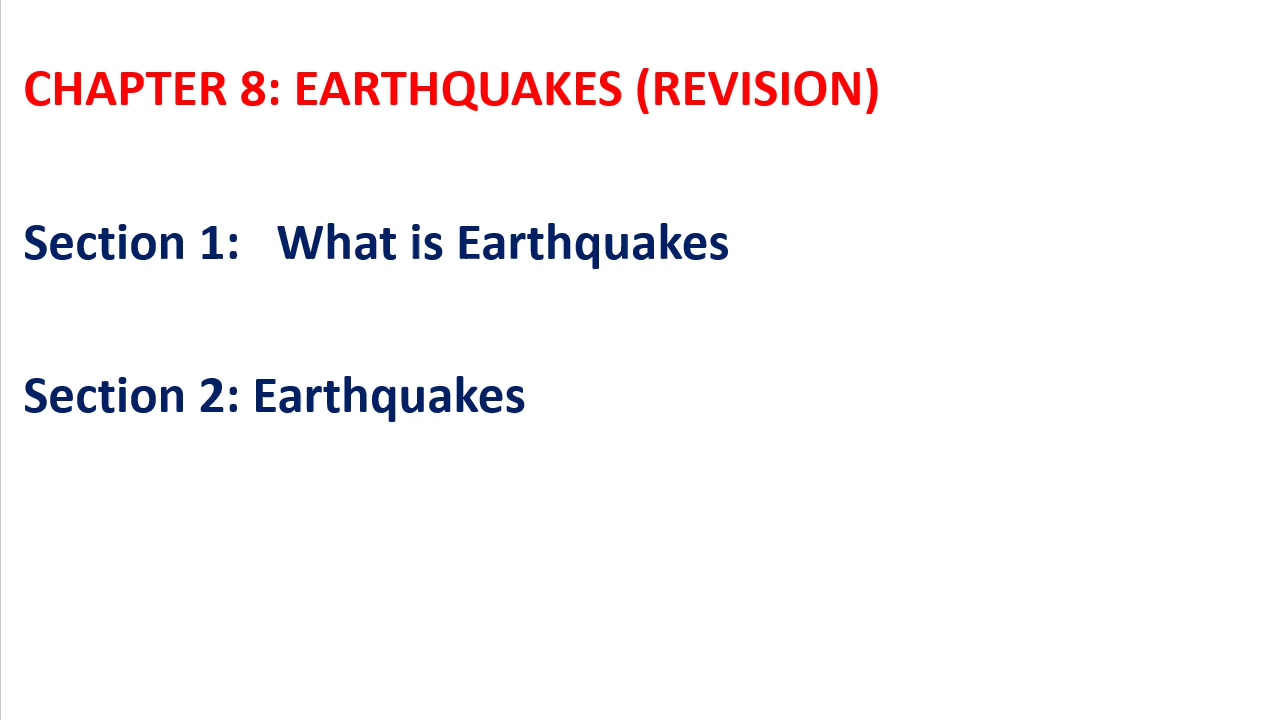 CHAPTER 8: EARTHQUAKES (REVISION)
Section 1:   What is Earthquakes
Section 2: Earthquakes